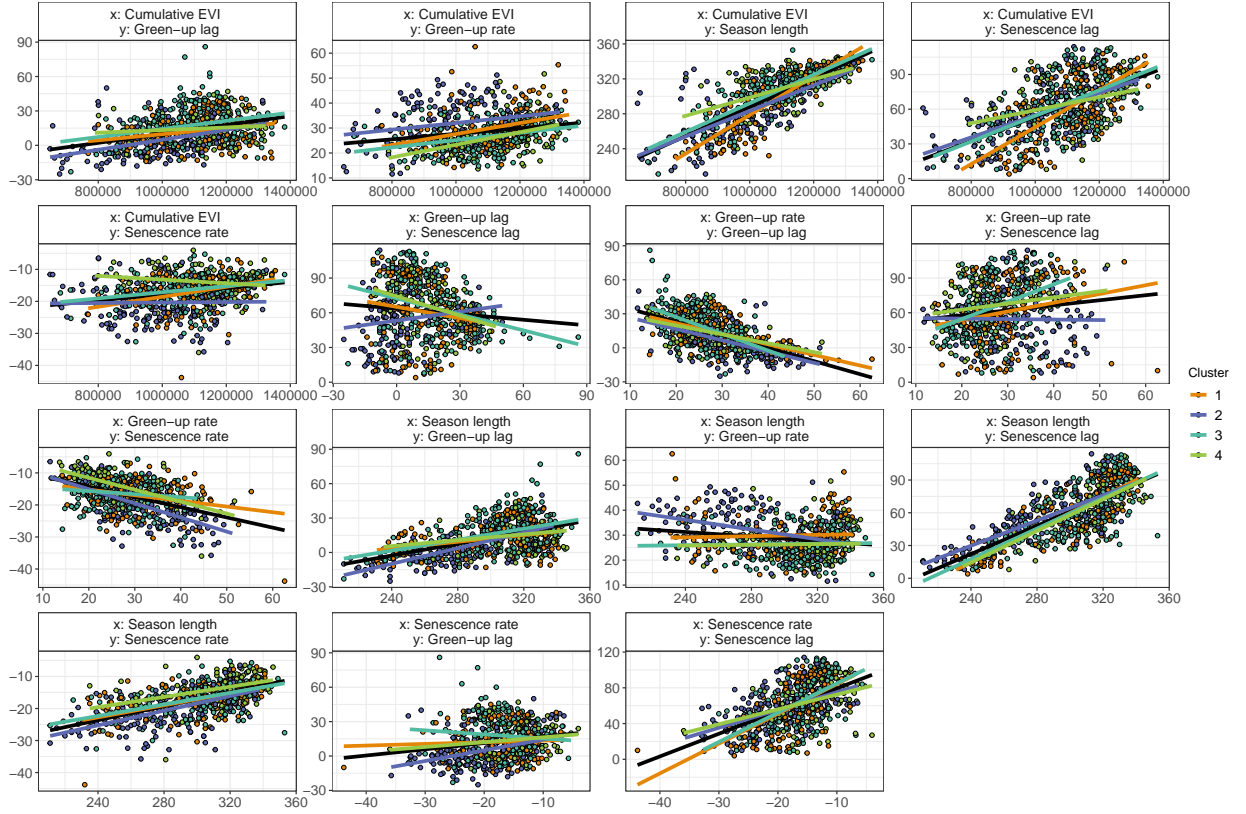 x: Cumulative EVI
y: Green−up lag
x: Cumulative EVI
y: Green−up rate
x: Cumulative EVI
y: Season length
x: Cumulative EVI
y: Senescence lag
90
60
30
0
−30
60
50
40
30
20
10
360
320
280
240
90
60
30
0
800000 1000000 1200000 1400000
800000 1000000 1200000 1400000
800000 1000000 1200000 1400000
800000 1000000 1200000 1400000
x: Cumulative EVI
y: Senescence rate
x: Green−up lag
y: Senescence lag
x: Green−up rate
y: Green−up lag
x: Green−up rate
y: Senescence lag
−10
−20
−30
−40
90
60
30
0
90
60
30
0
−30
90
60
30
0
800000 1000000 1200000 1400000
−30 0 30 60 90
10 20 30 40 50 60
10 20 30 40 50 60
x: Green−up rate
y: Senescence rate
x: Season length
y: Green−up lag
x: Season length
y: Green−up rate
x: Season length
y: Senescence lag
−10
−20
−30
−40
90
60
30
0
−30
60
50
40
30
20
10
90
60
30
0
10 20 30 40 50 60
240 280 320 360
240 280 320 360
240 280 320 360
x: Season length
y: Senescence rate
x: Senescence rate
y: Green−up lag
x: Senescence rate
y: Senescence lag
−10
−20
−30
−40
90
60
30
0
−30
120
80
40
0
240 280 320 360
−40 −30 −20 −10
−40 −30 −20 −10
Cluster
1
2
3
4